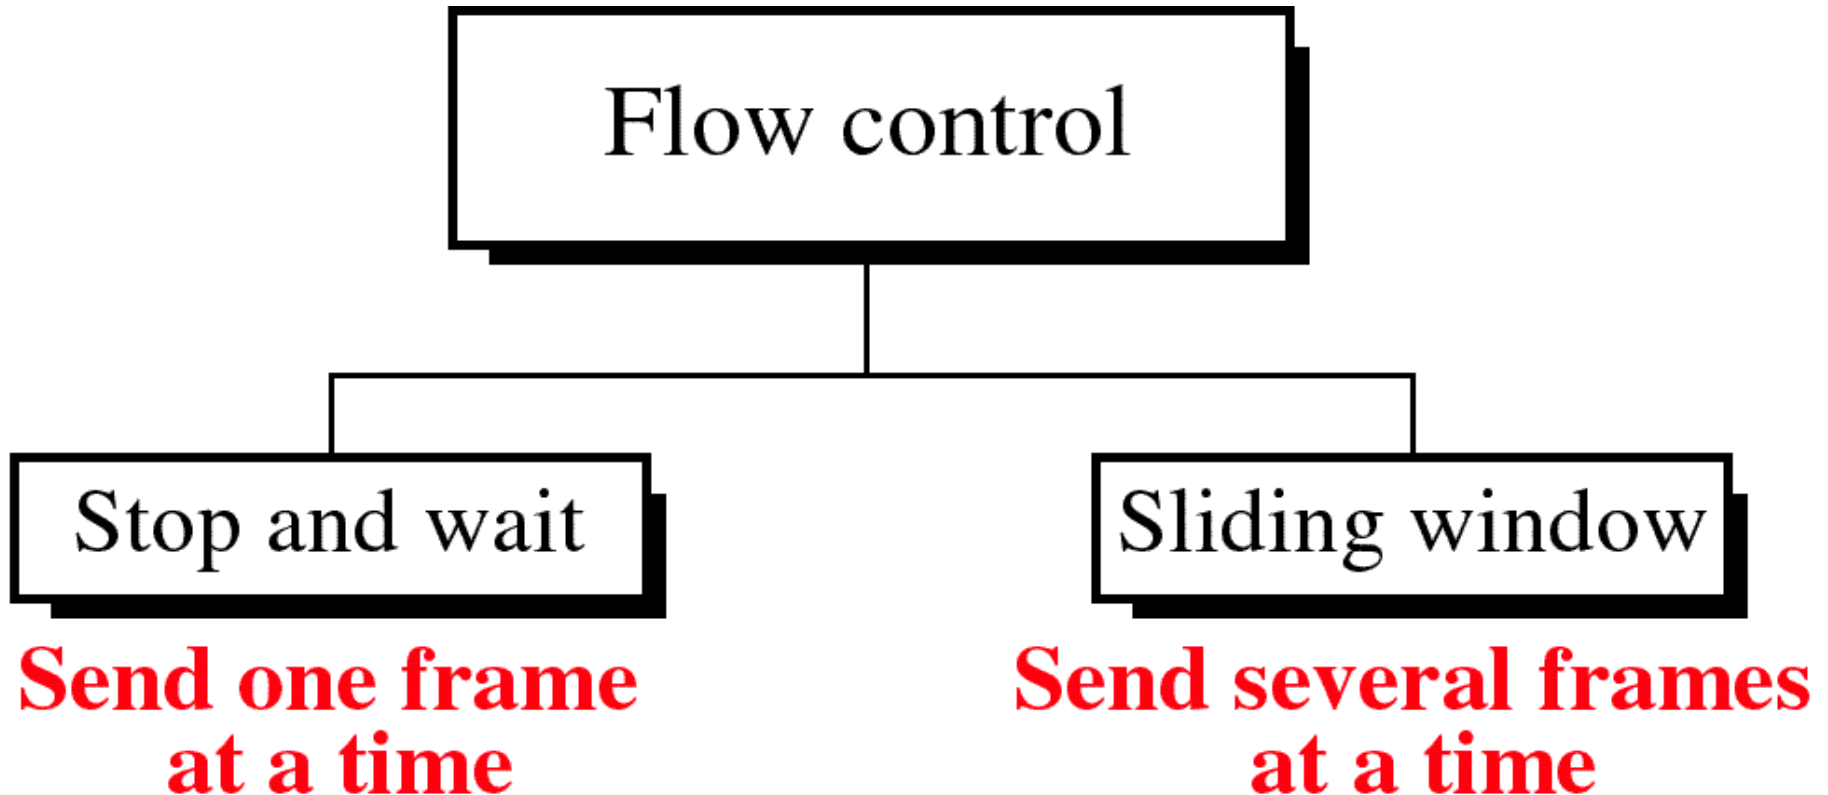 Flow control
Stop and wait
Sliding window
Send one frame
at a time
Send several frames
at a time